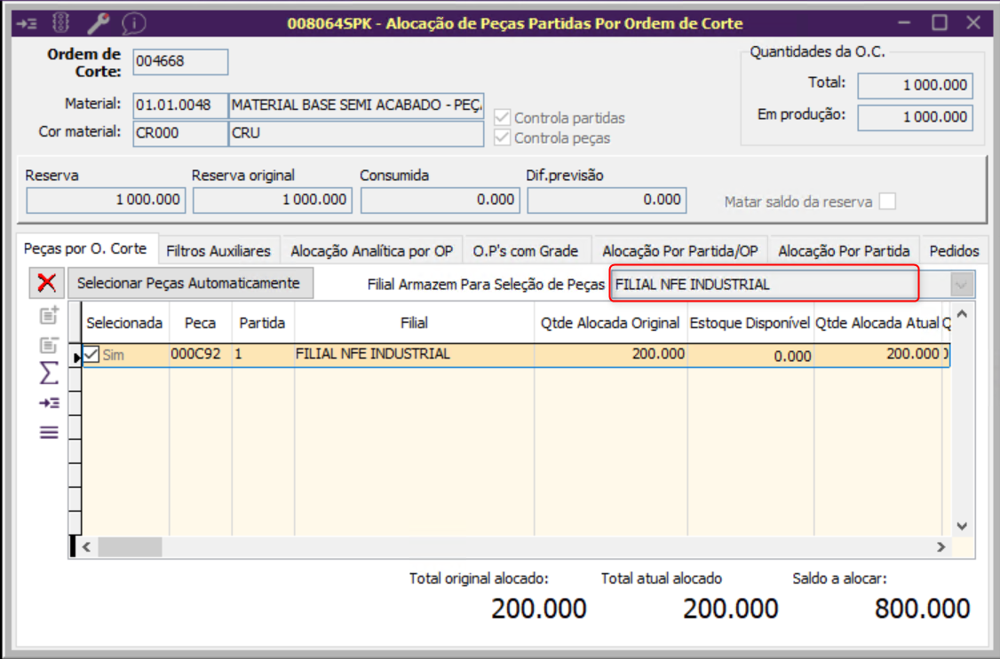 008064SPK - Alocação de Peças Partidas Por Ordem de Corte
Ordem de Corte: 004668
Quantidades da O.C.
Total: 1 000.000
Em produção: 1 000.000
Material: 01.01.0048 MATERIAL BASE SEMI ACABADO - PEÇ
Cor material: CR000 CRU
Controla partidas
Controla peças
Reserva Reserva original Consumida Dif.previsão
1 000.000 1 000.000 0.000 0.000 Matar saldo da reserva
Peças por O. Corte Filtros Auxiliares Alocação Analítica por OP O.P's com Grade Alocação Por Partida/OP Alocação Por Partida Pedidos
Selecionar Peças Automaticamente Filial Armazem Para Seleção de Peças FILIAL NFE INDUSTRIAL
Selecionada Peca Partida Filial Qtde Alocada Original Estoque Disponível Qtde Alocada Atual Q
Sim 000C92 1 FILIAL NFE INDUSTRIAL 200.000 0.000 200.000
Total original alocado: Total atual alocado Saldo a alocar:
200.000 200.000 800.000